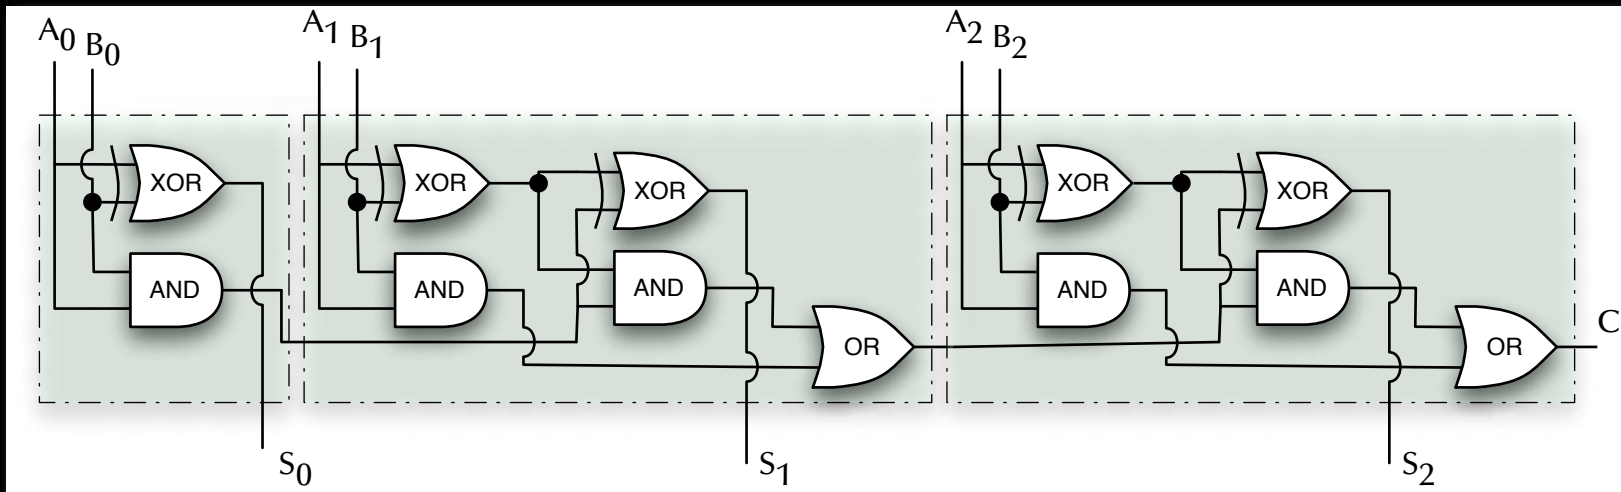 A0 B0 A1 B1 A2 B2
XOR XOR XOR XOR XOR
AND AND AND AND AND
OR OR C
S0 S1 S2